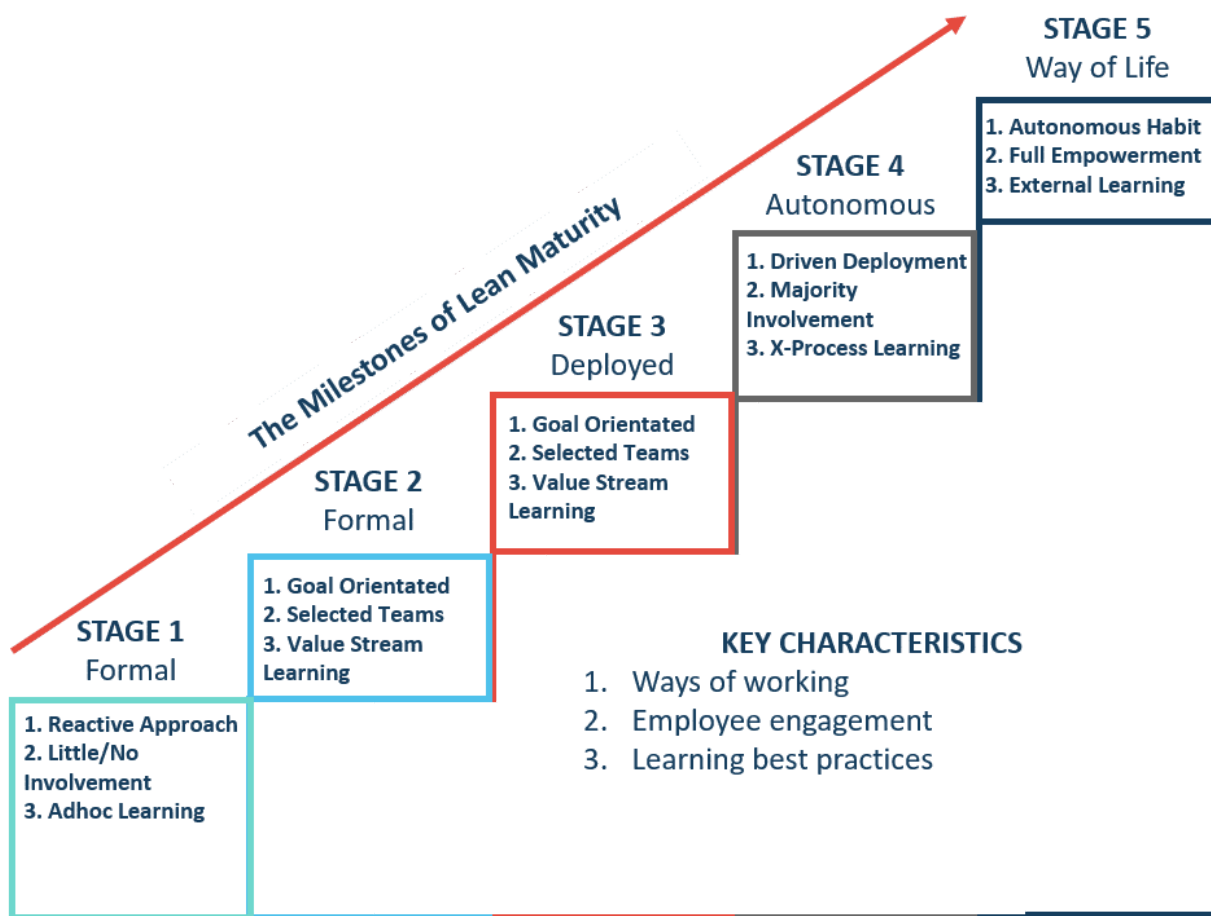 STAGE 5
Way of Life
1. Autonomous Habit
2. Full Empowerment
3. External Learning
STAGE 4
Autonomous
1. Driven Deployment
2. Majority
Involvement
3. X-Process Learning
The Milestones of Lean Maturity
STAGE 3
Deployed
1. Goal Orientated
2. Selected Teams
3. Value Stream
Learning
STAGE 2
Formal
1. Goal Orientated
2. Selected Teams
3. Value Stream
Learning
STAGE 1
Formal
1. Reactive Approach
2. Little/No
Involvement
3. Adhoc Learning
KEY CHARACTERISTICS
1. Ways of working
2. Employee engagement
3. Learning best practices